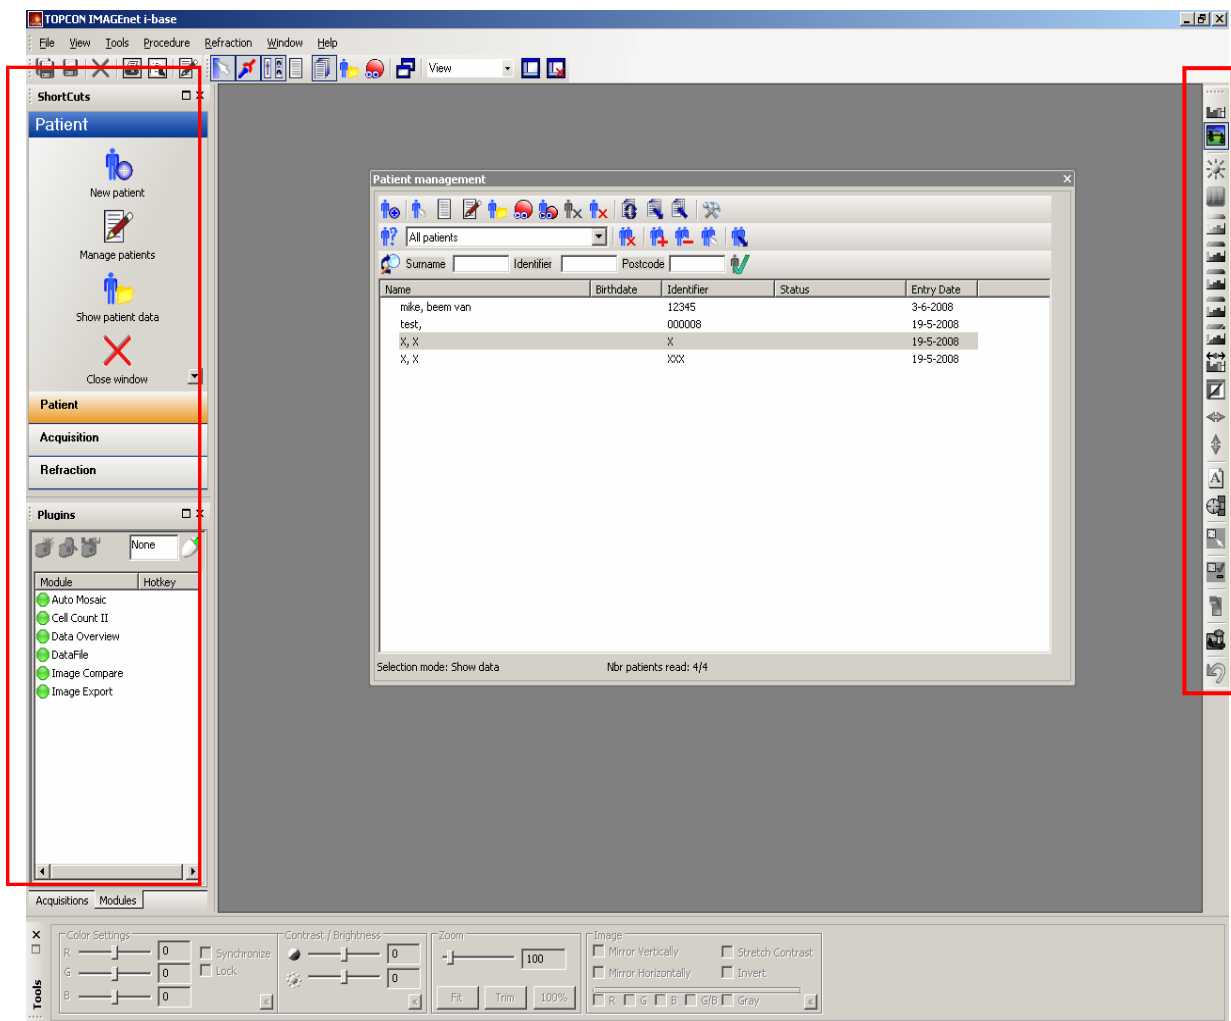 TOPCON IMAGEnet i-base
File View Tools Procedure Refraction Window Help
View
ShortCuts
Patient
New patient
Manage patients
Show patient data
Close window
Patient
Acquisition
Refraction
Plugins
None
Module Hotkey
Auto Mosaic
Cell Count II
Data Overview
DataFile
Image Compare
Image Export
Acquisitions Modules
Patient management
All patients
Surname Identifier Postcode
Name Birthdate Identifier Status Entry Date
mike, beem van 12345 3-6-2008
test, 000008 19-5-2008
X, X X 19-5-2008
X, X XXX 19-5-2008
Selection mode: Show data Nbr patients read: 4/4
A
Tools
Color Settings
R 0 Synchronize
G 0 Lock
B 0
Contrast / Brightness
0
0
Zoom
100
Fit Trim 100%
Image
Mirror Vertically Stretch Contrast
Mirror Horizontally Invert
R G B G/B Gray